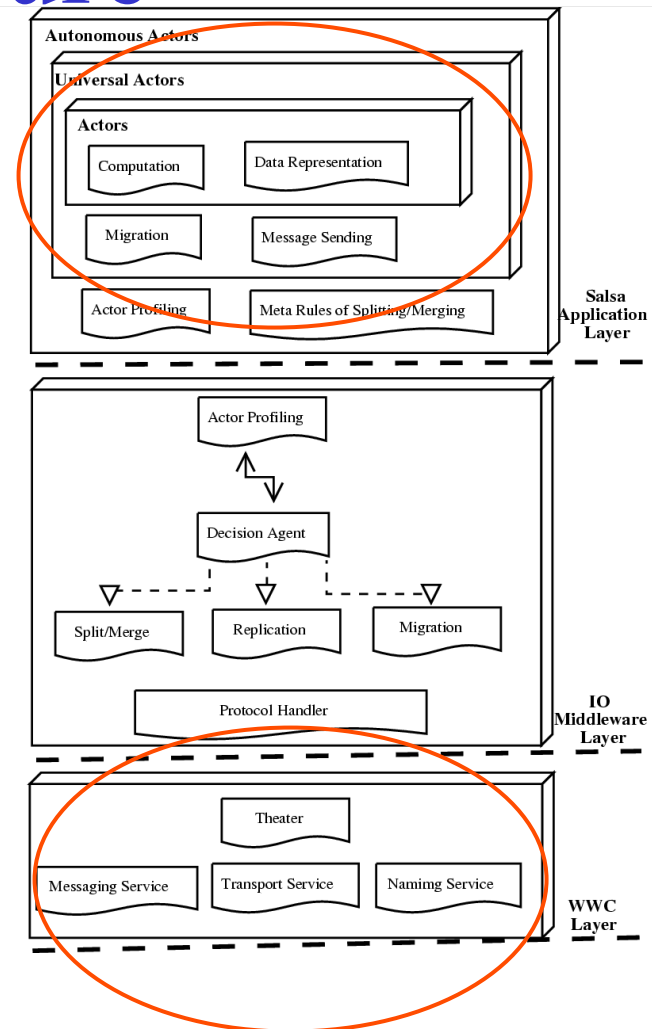 Autonomous Actors
Universal Actors
Actors
Computation
Data Representation
Migration
Message Sending
Actor Profiling
Meta Rules of Splitting/Merging
Salsa
Application
Layer
Actor Profiling
Decision Agent
Split/Merge
Replication
Migration
Protocol Handler
IO
Middleware
Layer
Theater
Messaging Service
Transport Service
Namimg Service
WWC
Layer